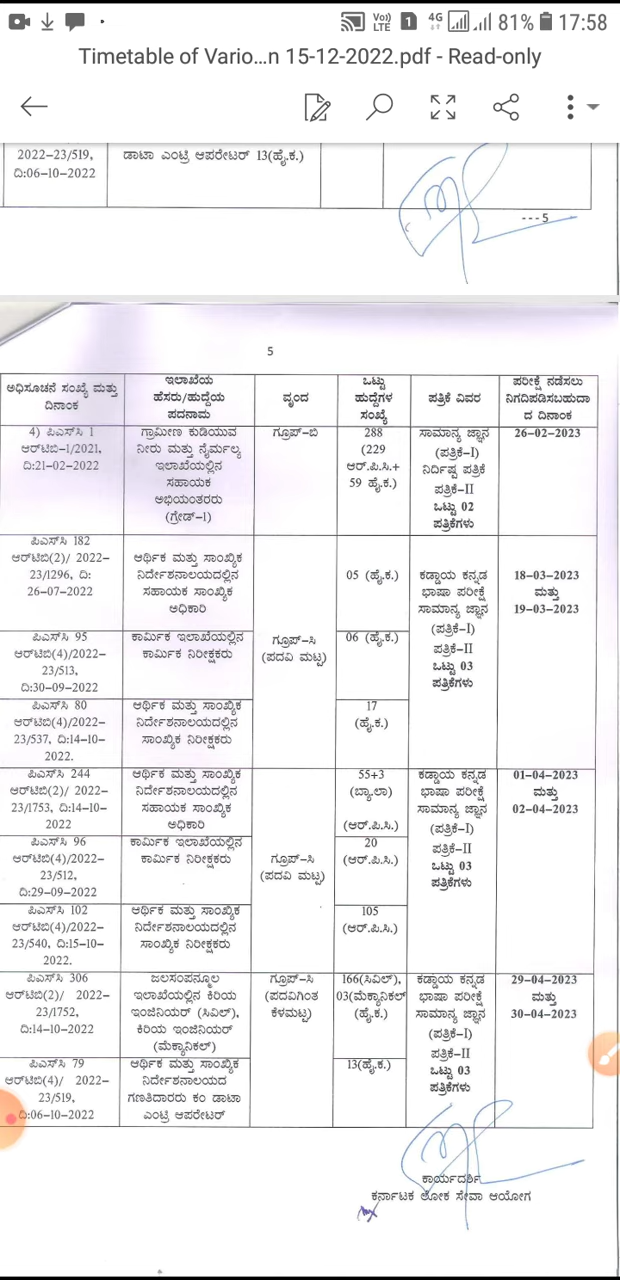 Vo)) LTE 1 4G 81% 17:58
Timetable of Vario...n 15-12-2022.pdf - Read-only
2022-23/519,
ದಿ:06-10-2022
ಡಾಟಾ ಎಂಟ್ರಿ ಆಪರೇಟರ್ 13(ಹೈ.ಕ.)
---5
5
ಅಧಿಸೂಚನೆ ಸಂಖ್ಯೆ ಮತ್ತು
ದಿನಾಂಕ
ಇಲಾಖೆಯ
ಹೆಸರು/ಹುದ್ದೆಯ
ಪದನಾಮ
ವೃಂದ
ಒಟ್ಟು
ಹುದ್ದೆಗಳ
ಸಂಖ್ಯೆ
ಪತ್ರಿಕೆ ವಿವರ
ಪರೀಕ್ಷೆ ನಡೆಸಲು
ನಿಗದಿಪಡಿಸಬಹುದಾ
ದ ದಿನಾಂಕ
4) ಪಿಎಸ್‌ಸಿ 1
ಆರ್‌ಟಿಬಿ-1/2021,
ದಿ:21-02-2022
ಗ್ರಾಮೀಣ ಕುಡಿಯುವ
ನೀರು ಮತ್ತು ನೈರ್ಮಲ್ಯ
ಇಲಾಖೆಯಲ್ಲಿನ
ಸಹಾಯಕ
ಅಭಿಯಂತರರು
(ಗ್ರೇಡ್-1)
ಗ್ರೂಪ್-ಬಿ
288
(229
ಆರ್.ಪಿ.ಸಿ.+
59 ಹೈ.ಕ.)
ಸಾಮಾನ್ಯ ಜ್ಞಾನ
(ಪತ್ರಿಕೆ-I)
ನಿರ್ದಿಷ್ಟ ಪತ್ರಿಕೆ
ಪತ್ರಿಕೆ-II
ಒಟ್ಟು 02
ಪತ್ರಿಕೆಗಳು
26-02-2023
ಪಿಎಸ್‌ಸಿ 182
ಆರ್‌ಟಿಬಿ(2)/ 2022-
23/1296, ದಿ:
26-07-2022
ಆರ್ಥಿಕ ಮತ್ತು ಸಾಂಖ್ಯಿಕ
ನಿರ್ದೇಶನಾಲಯದಲ್ಲಿನ
ಸಹಾಯಕ ಸಾಂಖ್ಯಿಕ
ಅಧಿಕಾರಿ
ಗ್ರೂಪ್-ಸಿ
(ಪದವಿ ಮಟ್ಟ)
05 (ಹೈ.ಕ.)
ಕಡ್ಡಾಯ ಕನ್ನಡ
ಭಾಷಾ ಪರೀಕ್ಷೆ
ಸಾಮಾನ್ಯ ಜ್ಞಾನ
(ಪತ್ರಿಕೆ-I)
ಪತ್ರಿಕೆ-II
ಒಟ್ಟು 03
ಪತ್ರಿಕೆಗಳು
18-03-2023
ಮತ್ತು
19-03-2023
ಪಿಎಸ್‌ಸಿ 95
ಆರ್‌ಟಿಬಿ(4)/2022-
23/513,
ದಿ:30-09-2022
ಕಾರ್ಮಿಕ ಇಲಾಖೆಯಲ್ಲಿನ
ಕಾರ್ಮಿಕ ನಿರೀಕ್ಷಕರು
06 (ಹೈ.ಕ.)
ಪಿಎಸ್‌ಸಿ 80
ಆರ್‌ಟಿಬಿ(4)/2022-
23/537, ದಿ:14-10-
2022.
ಆರ್ಥಿಕ ಮತ್ತು ಸಾಂಖ್ಯಿಕ
ನಿರ್ದೇಶನಾಲಯದಲ್ಲಿನ
ಸಾಂಖ್ಯಿಕ ನಿರೀಕ್ಷಕರು
17
(ಹೈ.ಕ.)
ಪಿಎಸ್‌ಸಿ 244
ಆರ್‌ಟಿಬಿ(2)/ 2022-
23/1753, ದಿ:14-10-
2022
ಆರ್ಥಿಕ ಮತ್ತು ಸಾಂಖ್ಯಿಕ
ನಿರ್ದೇಶನಾಲಯದಲ್ಲಿನ
ಸಹಾಯಕ ಸಾಂಖ್ಯಿಕ
ಅಧಿಕಾರಿ
ಗ್ರೂಪ್-ಸಿ
(ಪದವಿ ಮಟ್ಟ)
55+3
(ಬ್ಯಾ.ಲಾ)
(ಆರ್.ಪಿ.ಸಿ.)
ಕಡ್ಡಾಯ ಕನ್ನಡ
ಭಾಷಾ ಪರೀಕ್ಷೆ
ಸಾಮಾನ್ಯ ಜ್ಞಾನ
(ಪತ್ರಿಕೆ-I)
ಪತ್ರಿಕೆ-II
ಒಟ್ಟು 03
ಪತ್ರಿಕೆಗಳು
01-04-2023
ಮತ್ತು
02-04-2023
ಪಿಎಸ್‌ಸಿ 96
ಆರ್‌ಟಿಬಿ(4)/2022-
23/512,
ದಿ:29-09-2022
ಕಾರ್ಮಿಕ ಇಲಾಖೆಯಲ್ಲಿನ
ಕಾರ್ಮಿಕ ನಿರೀಕ್ಷಕರು
20
(ಆರ್.ಪಿ.ಸಿ.)
ಪಿಎಸ್‌ಸಿ 102
ಆರ್‌ಟಿಬಿ(4)/2022-
23/540, ದಿ:15-10-
2022.
ಆರ್ಥಿಕ ಮತ್ತು ಸಾಂಖ್ಯಿಕ
ನಿರ್ದೇಶನಾಲಯದಲ್ಲಿನ
ಸಾಂಖ್ಯಿಕ ನಿರೀಕ್ಷಕರು
105
(ಆರ್.ಪಿ.ಸಿ.)
ಪಿಎಸ್‌ಸಿ 306
ಆರ್‌ಟಿಬಿ(2)/ 2022-
23/1752,
ದಿ:14-10-2022
ಜಲಸಂಪನ್ಮೂಲ
ಇಲಾಖೆಯಲ್ಲಿನ ಕಿರಿಯ
ಇಂಜಿನಿಯರ್ (ಸಿವಿಲ್),
ಕಿರಿಯ ಇಂಜಿನಿಯರ್
(ಮೆಕ್ಯಾನಿಕಲ್)
ಗ್ರೂಪ್-ಸಿ
(ಪದವಿಗಿಂತ
ಕೆಳಮಟ್ಟ)
166(ಸಿವಿಲ್),
03(ಮೆಕ್ಯಾನಿಕಲ್
(ಹೈ.ಕ.)
ಕಡ್ಡಾಯ ಕನ್ನಡ
ಭಾಷಾ ಪರೀಕ್ಷೆ
ಸಾಮಾನ್ಯ ಜ್ಞಾನ
(ಪತ್ರಿಕೆ-I)
ಪತ್ರಿಕೆ-II
ಒಟ್ಟು 03
ಪತ್ರಿಕೆಗಳು
29-04-2023
ಮತ್ತು
30-04-2023
ಪಿಎಸ್‌ಸಿ 79
ಆರ್‌ಟಿಬಿ(4)/ 2022-
23/519,
ದಿ:06-10-2022
ಆರ್ಥಿಕ ಮತ್ತು ಸಾಂಖ್ಯಿಕ
ನಿರ್ದೇಶನಾಲಯದ
ಗಣತಿದಾರರು ಕಂ ಡಾಟಾ
ಎಂಟ್ರಿ ಆಪರೇಟರ್
13(ಹೈ.ಕ.)
ಕಾರ್ಯದರ್ಶಿ
ಕರ್ನಾಟಕ ಲೋಕ ಸೇವಾ ಆಯೋಗ